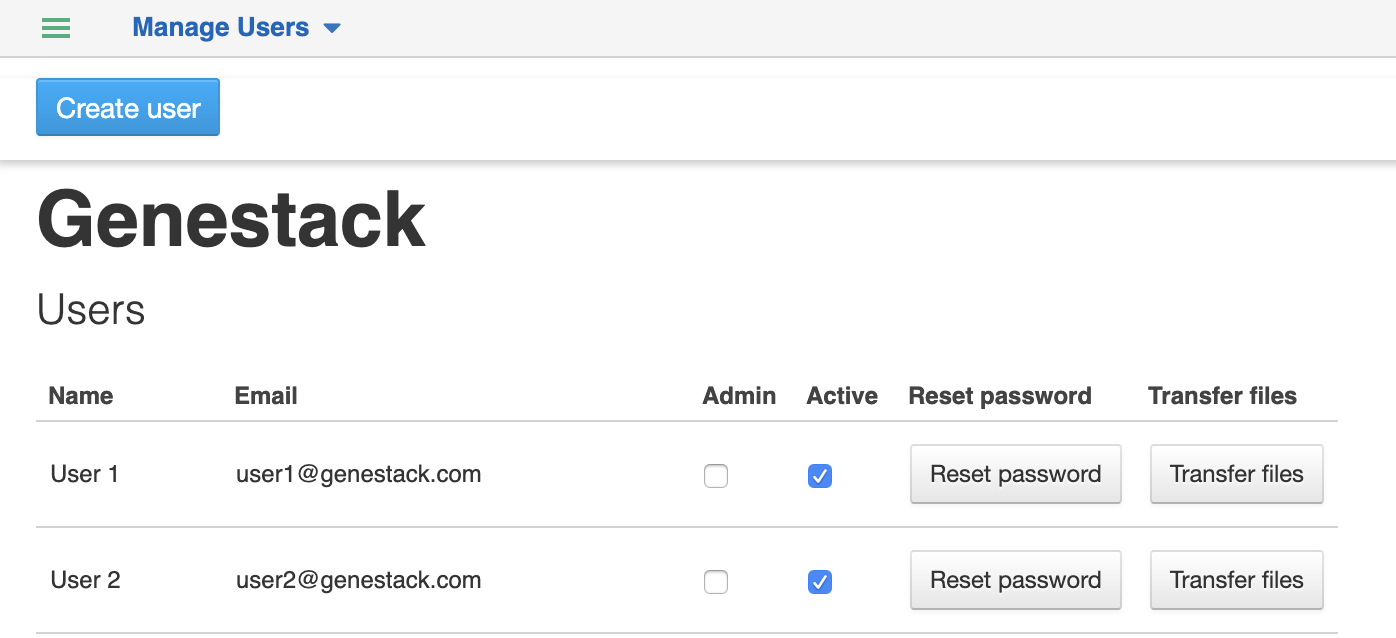 Manage Users
Create user
Genestack
Users
Name Email Admin Active Reset password Transfer files
User 1 user1@genestack.com Reset password Transfer files
User 2 user2@genestack.com Reset password Transfer files